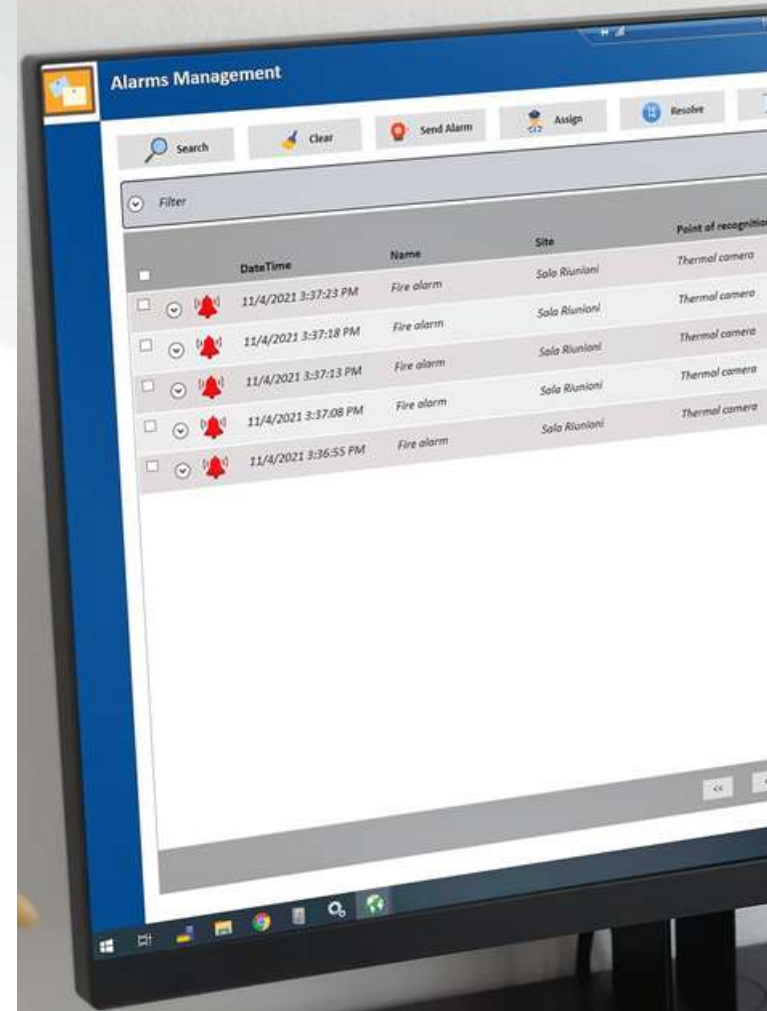 Alarms Management
Search Clear Send Alarm Assign Resolve
Filter
DateTime Name Site Point of recognition
11/4/2021 3:37:23 PM Fire alarm Sala Riunioni Thermal camera
11/4/2021 3:37:18 PM Fire alarm Sala Riunioni Thermal camera
11/4/2021 3:37:13 PM Fire alarm Sala Riunioni Thermal camera
11/4/2021 3:37:08 PM Fire alarm Sala Riunioni Thermal camera
11/4/2021 3:36:55 PM Fire alarm Sala Riunioni Thermal camera
<<